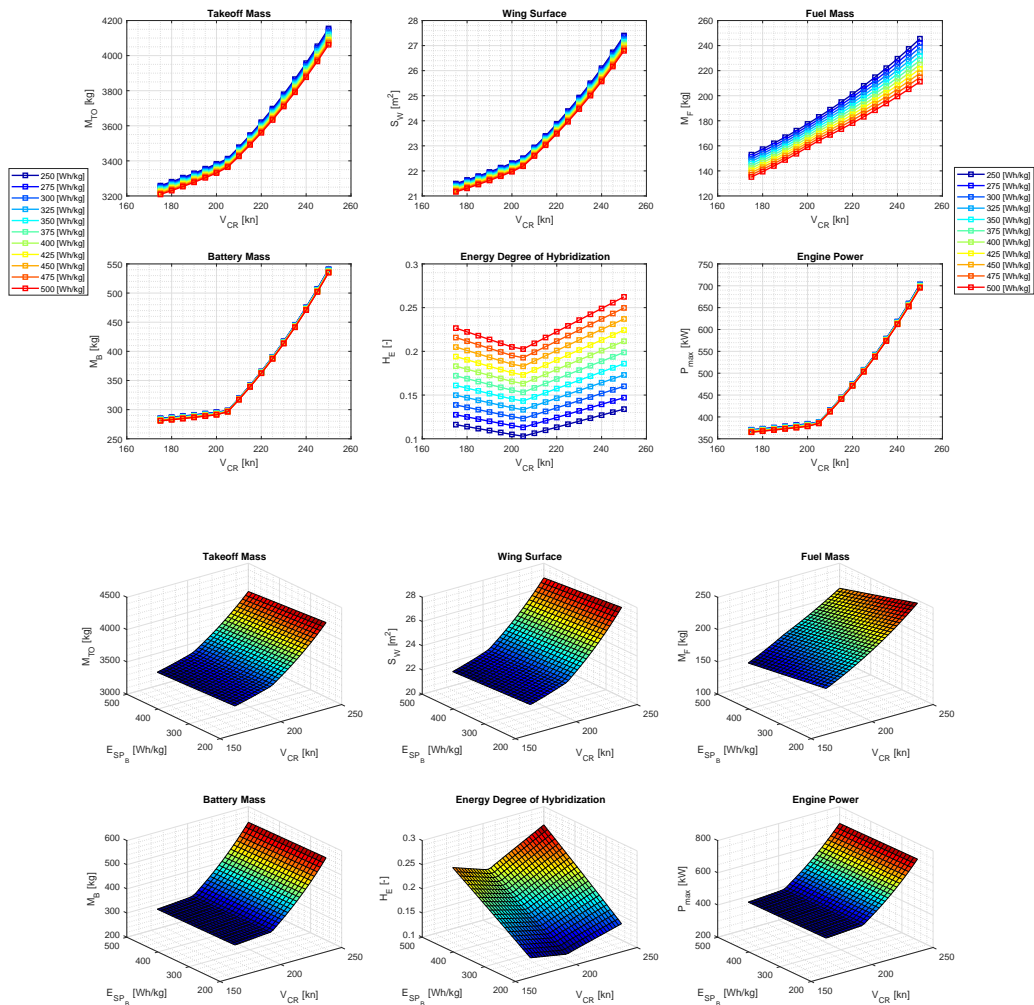 Takeoff Mass
Wing Surface
Fuel Mass
M_TO [kg]
4200
4000
3800
3600
3400
3200
160 180 200 220 240 260
V_CR [kn]
S_W [m²]
28
27
26
25
24
23
22
21
160 180 200 220 240 260
V_CR [kn]
M_F [kg]
260
240
220
200
180
160
140
120
160 180 200 220 240 260
V_CR [kn]
250 [Wh/kg]
275 [Wh/kg]
300 [Wh/kg]
325 [Wh/kg]
350 [Wh/kg]
375 [Wh/kg]
400 [Wh/kg]
425 [Wh/kg]
450 [Wh/kg]
475 [Wh/kg]
500 [Wh/kg]
250 [Wh/kg]
275 [Wh/kg]
300 [Wh/kg]
325 [Wh/kg]
350 [Wh/kg]
375 [Wh/kg]
400 [Wh/kg]
425 [Wh/kg]
450 [Wh/kg]
475 [Wh/kg]
500 [Wh/kg]
Battery Mass
Energy Degree of Hybridization
Engine Power
M_B [kg]
550
500
450
400
350
300
250
160 180 200 220 240 260
V_CR [kn]
H_E [-]
0.3
0.25
0.2
0.15
0.1
160 180 200 220 240 260
V_CR [kn]
P_max [kW]
750
700
650
600
550
500
450
400
350
160 180 200 220 240 260
V_CR [kn]
Takeoff Mass
Wing Surface
Fuel Mass
M_TO [kg]
4500
4000
3500
3000
500 400 300 200
150 200 250
E_SP_B [Wh/kg]
V_CR [kn]
S_W [m²]
28
26
24
22
20
500 400 300 200
150 200 250
E_SP_B [Wh/kg]
V_CR [kn]
M_F [kg]
250
200
150
100
500 400 300 200
150 200 250
E_SP_B [Wh/kg]
V_CR [kn]
Battery Mass
Energy Degree of Hybridization
Engine Power
M_B [kg]
600
500
400
300
200
500 400 300 200
150 200 250
E_SP_B [Wh/kg]
V_CR [kn]
H_E [-]
0.3
0.25
0.2
0.15
0.1
500 400 300 200
150 200 250
E_SP_B [Wh/kg]
V_CR [kn]
P_max [kW]
800
600
400
200
500 400 300 200
150 200 250
E_SP_B [Wh/kg]
V_CR [kn]